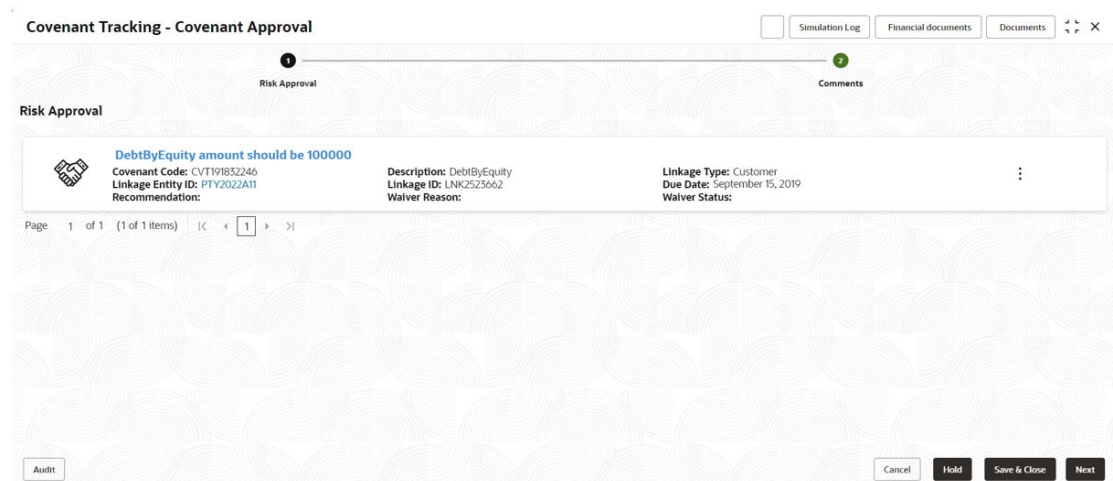 Covenant Tracking - Covenant Approval
Simulation Log
Financial documents
Documents
1
2
Risk Approval
Comments
Risk Approval
DebtByEquity amount should be 100000
Covenant Code: CVT191832246 Description: DebtByEquity Linkage Type: Customer
Linkage Entity ID: PTY2022A11 Linkage ID: LNK2523662 Due Date: September 15, 2019
Recommendation: Waiver Reason: Waiver Status:
Page 1 of 1 (1 of 1 items) 1
Audit
Cancel
Hold
Save & Close
Next